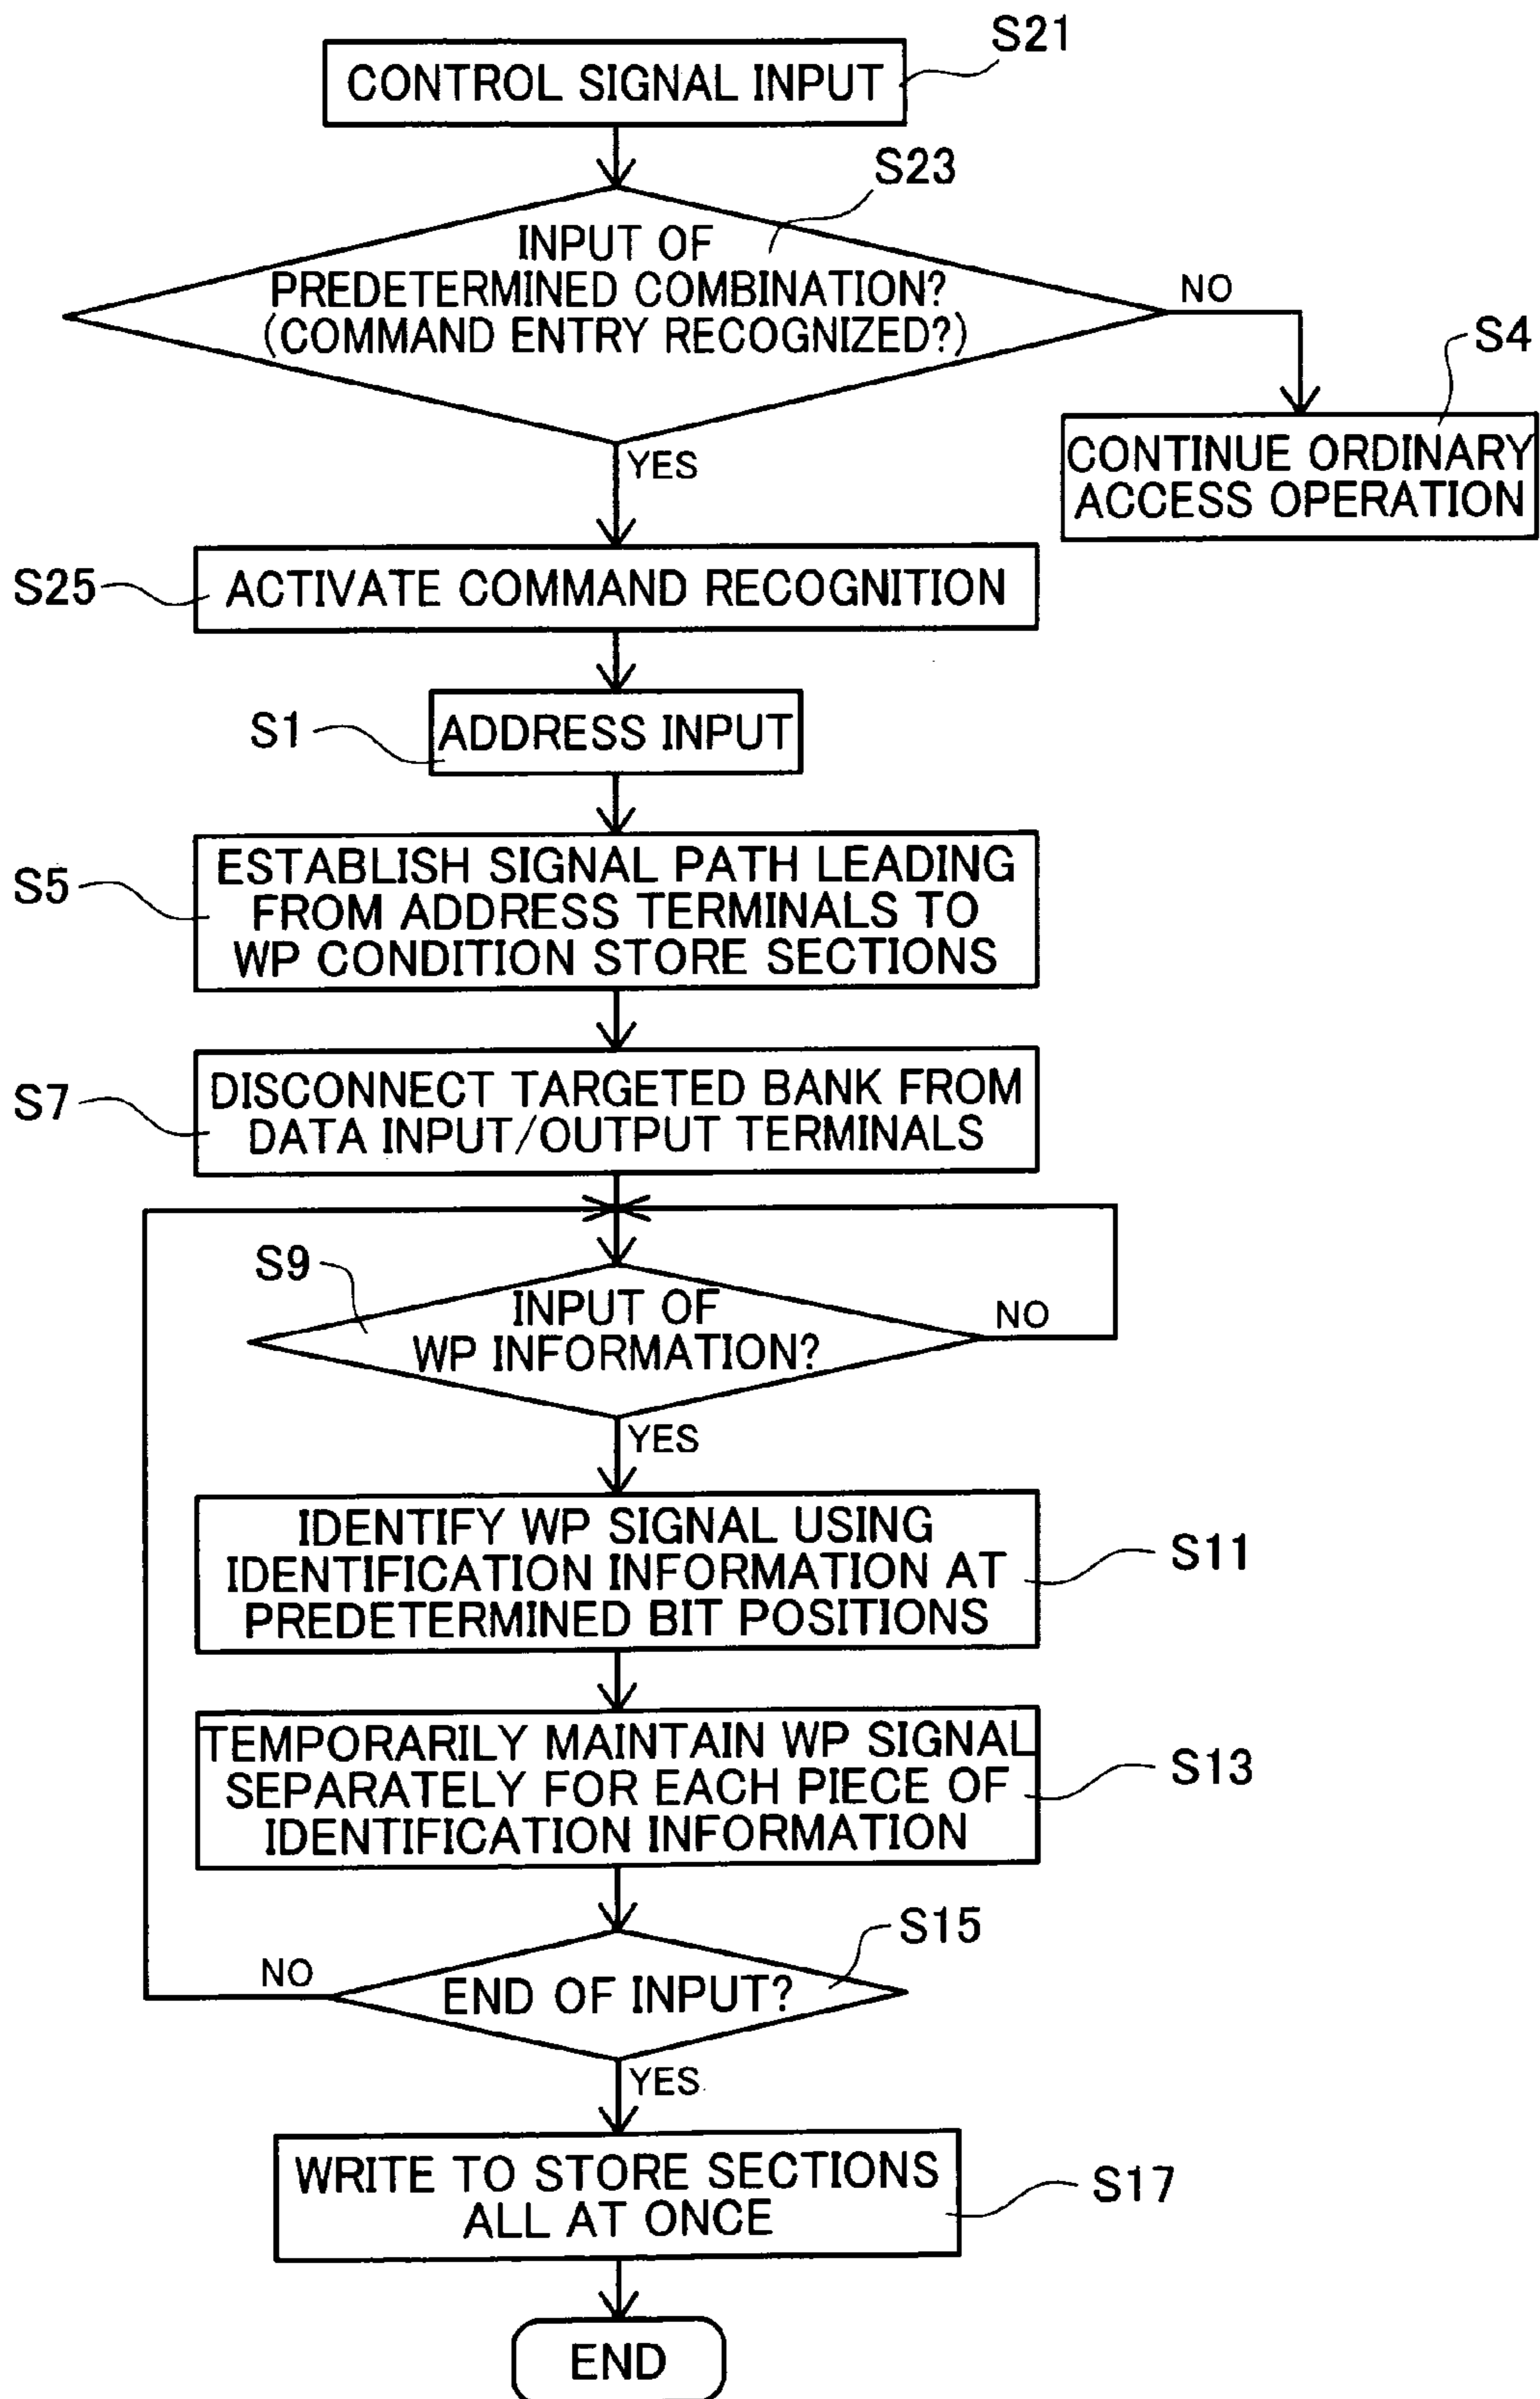 S21
CONTROL SIGNAL INPUT
S23
INPUT OF
PREDETERMINED COMBINATION?
(COMMAND ENTRY RECOGNIZED?)
NO
S4
CONTINUE ORDINARY
ACCESS OPERATION
YES
S25
ACTIVATE COMMAND RECOGNITION
S1
ADDRESS INPUT
S5
ESTABLISH SIGNAL PATH LEADING
FROM ADDRESS TERMINALS TO
WP CONDITION STORE SECTIONS
S7
DISCONNECT TARGETED BANK FROM
DATA INPUT/OUTPUT TERMINALS
S9
INPUT OF
WP INFORMATION?
NO
YES
IDENTIFY WP SIGNAL USING
IDENTIFICATION INFORMATION AT
PREDETERMINED BIT POSITIONS
S11
TEMPORARILY MAINTAIN WP SIGNAL
SEPARATELY FOR EACH PIECE OF
IDENTIFICATION INFORMATION
S13
S15
NO
END OF INPUT?
YES
WRITE TO STORE SECTIONS
ALL AT ONCE
S17
END